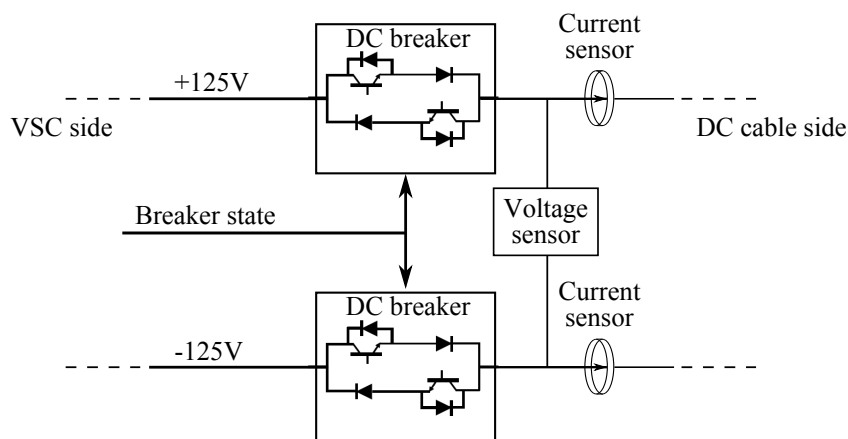 DC breaker
Current
sensor
+125V
VSC side
DC cable side
Breaker state
Voltage
sensor
DC breaker
Current
sensor
-125V